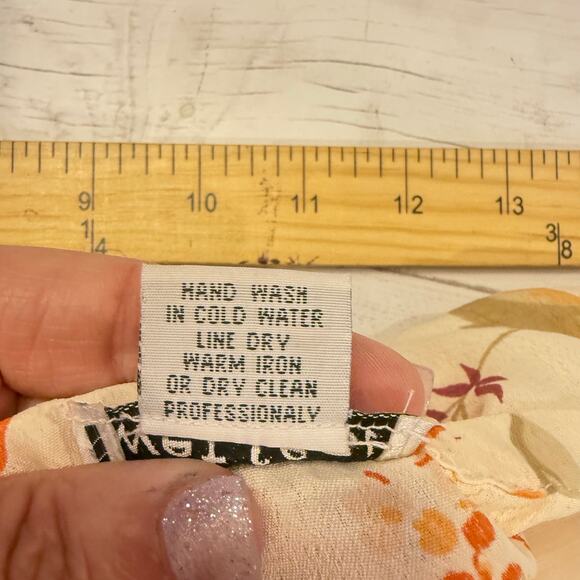 9 10 11 12 13
1/4 3/8
HAND WASH
IN COLD WATER
LINE DRY
WARM IRON
OR DRY CLEAN
PROFESSIONALY